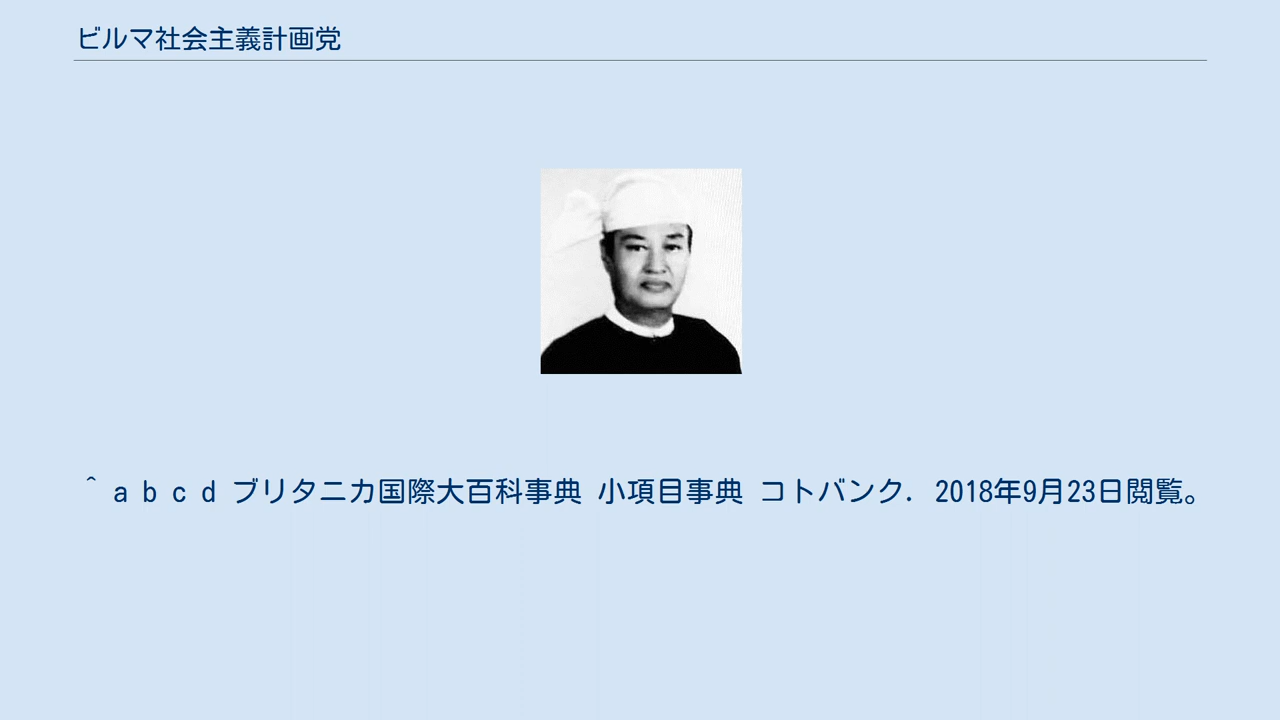 ビルマ社会主義計画党
^ a b c d ブリタニカ国際大百科事典 小項目事典 コトバンク. 2018年9月23日閲覧。